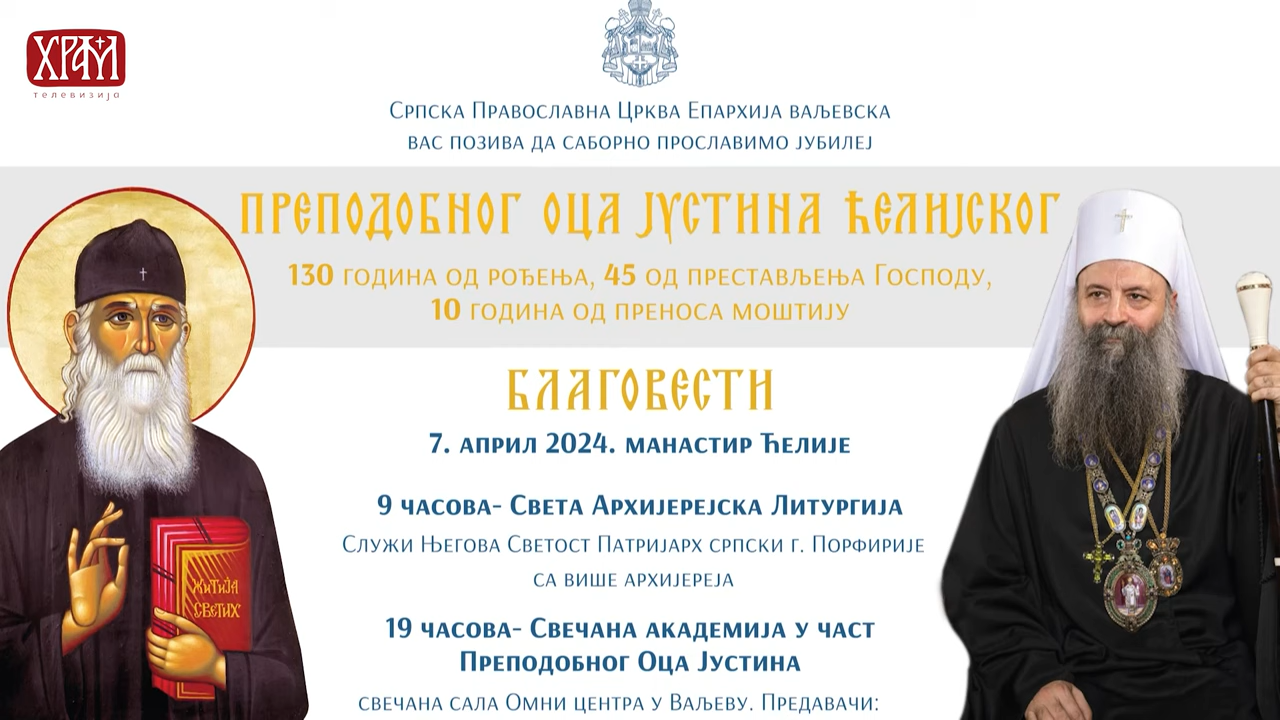 ХРАМ
телевизија
Српска Православна Црква Епархија ваљевска
вас позива да саборно прославимо јубилеј
ПРЕПОДОБНОГ ОЦА ЈУСТИНА ЋЕЛИЈСКОГ
130 година од рођења, 45 од престављења Господу,
10 година од преноса моштију
БЛАГОВЕСТИ
7. април 2024. манастир Ћелије
9 часова- Света Архијерејска Литургија
Служи Његова Светост Патријарх српски г. Порфирије
са више архијереја
19 часова- Свечана академија у част
Преподобног Оца Јустина
свечана сала Омни центра у Ваљеву. Предавачи:
ЖИТИЈА
СВЕТИХ